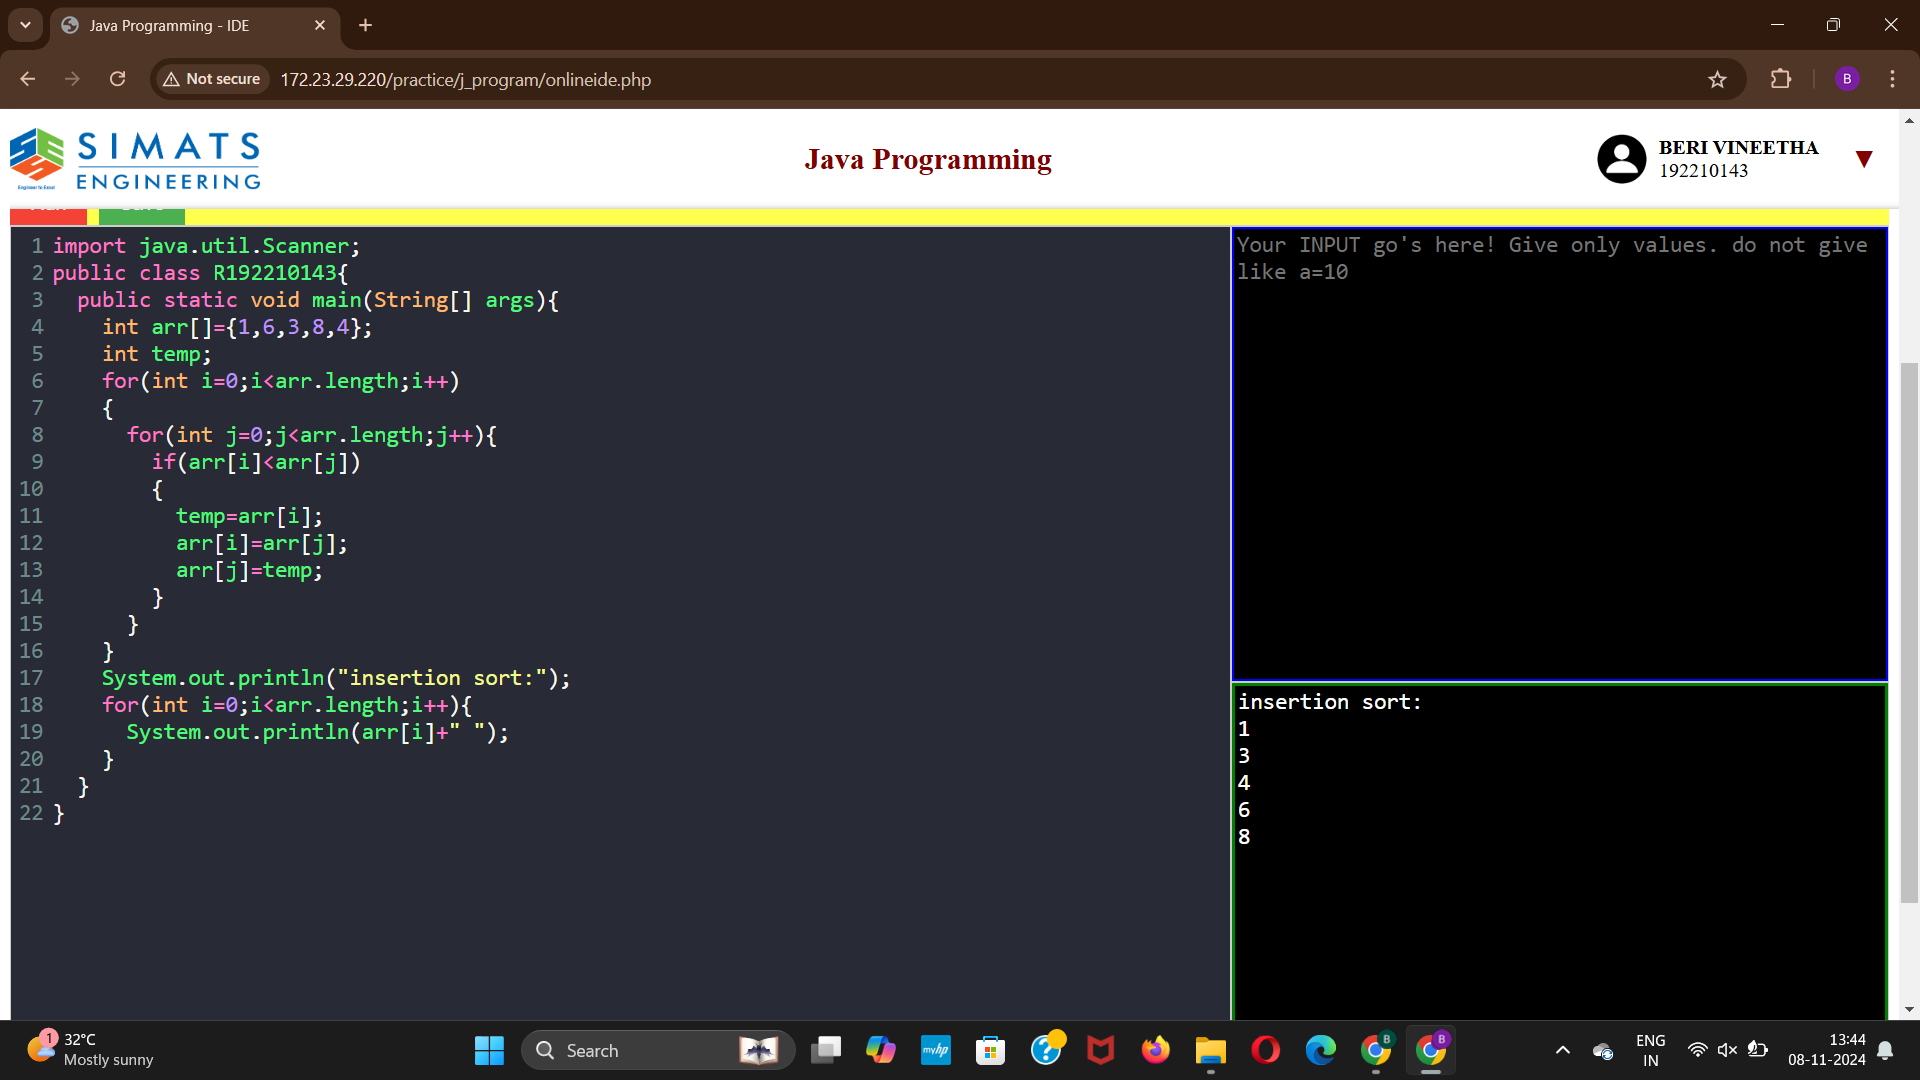 Java Programming - IDE
Not secure
172.23.29.220/practice/j_program/onlineide.php
B
SIMATS
ENGINEERING
Engineer to Excel
Java Programming
BERI VINEETHA
192210143
1 import java.util.Scanner;
2 public class R192210143{
3 public static void main(String[] args){
4 int arr[]={1,6,3,8,4};
5 int temp;
6 for(int i=0;i<arr.length;i++)
7 {
8 for(int j=0;j<arr.length;j++){
9 if(arr[i]<arr[j])
10 {
11 temp=arr[i];
12 arr[i]=arr[j];
13 arr[j]=temp;
14 }
15 }
16 }
17 System.out.println("insertion sort:");
18 for(int i=0;i<arr.length;i++){
19 System.out.println(arr[i]+" ");
20 }
21 }
22 }
Your INPUT go's here! Give only values. do not give
like a=10
insertion sort:
1
3
4
6
8
1
32°C
Mostly sunny
Search
myhp
B
B
ENG
IN
13:44
08-11-2024